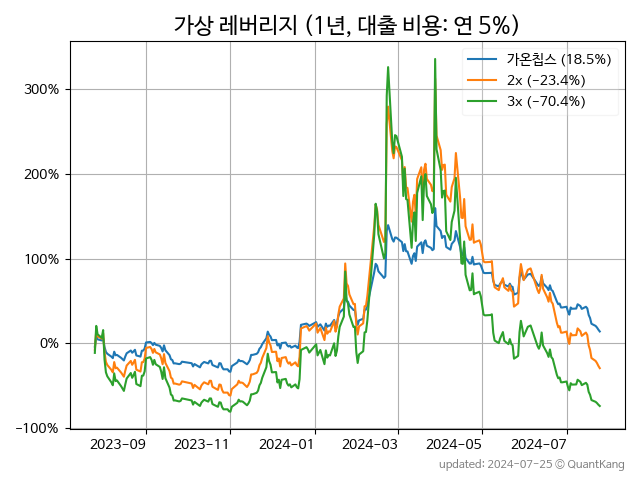 가상 레버리지 (1년, 대출 비용: 연 5%)
가온칩스 (18.5%)
2x (−23.4%)
3x (−70.4%)
300%
200%
100%
0%
−100%
2023-09
2023-11
2024-01
2024-03
2024-05
2024-07
updated: 2024-07-25 © QuantKang